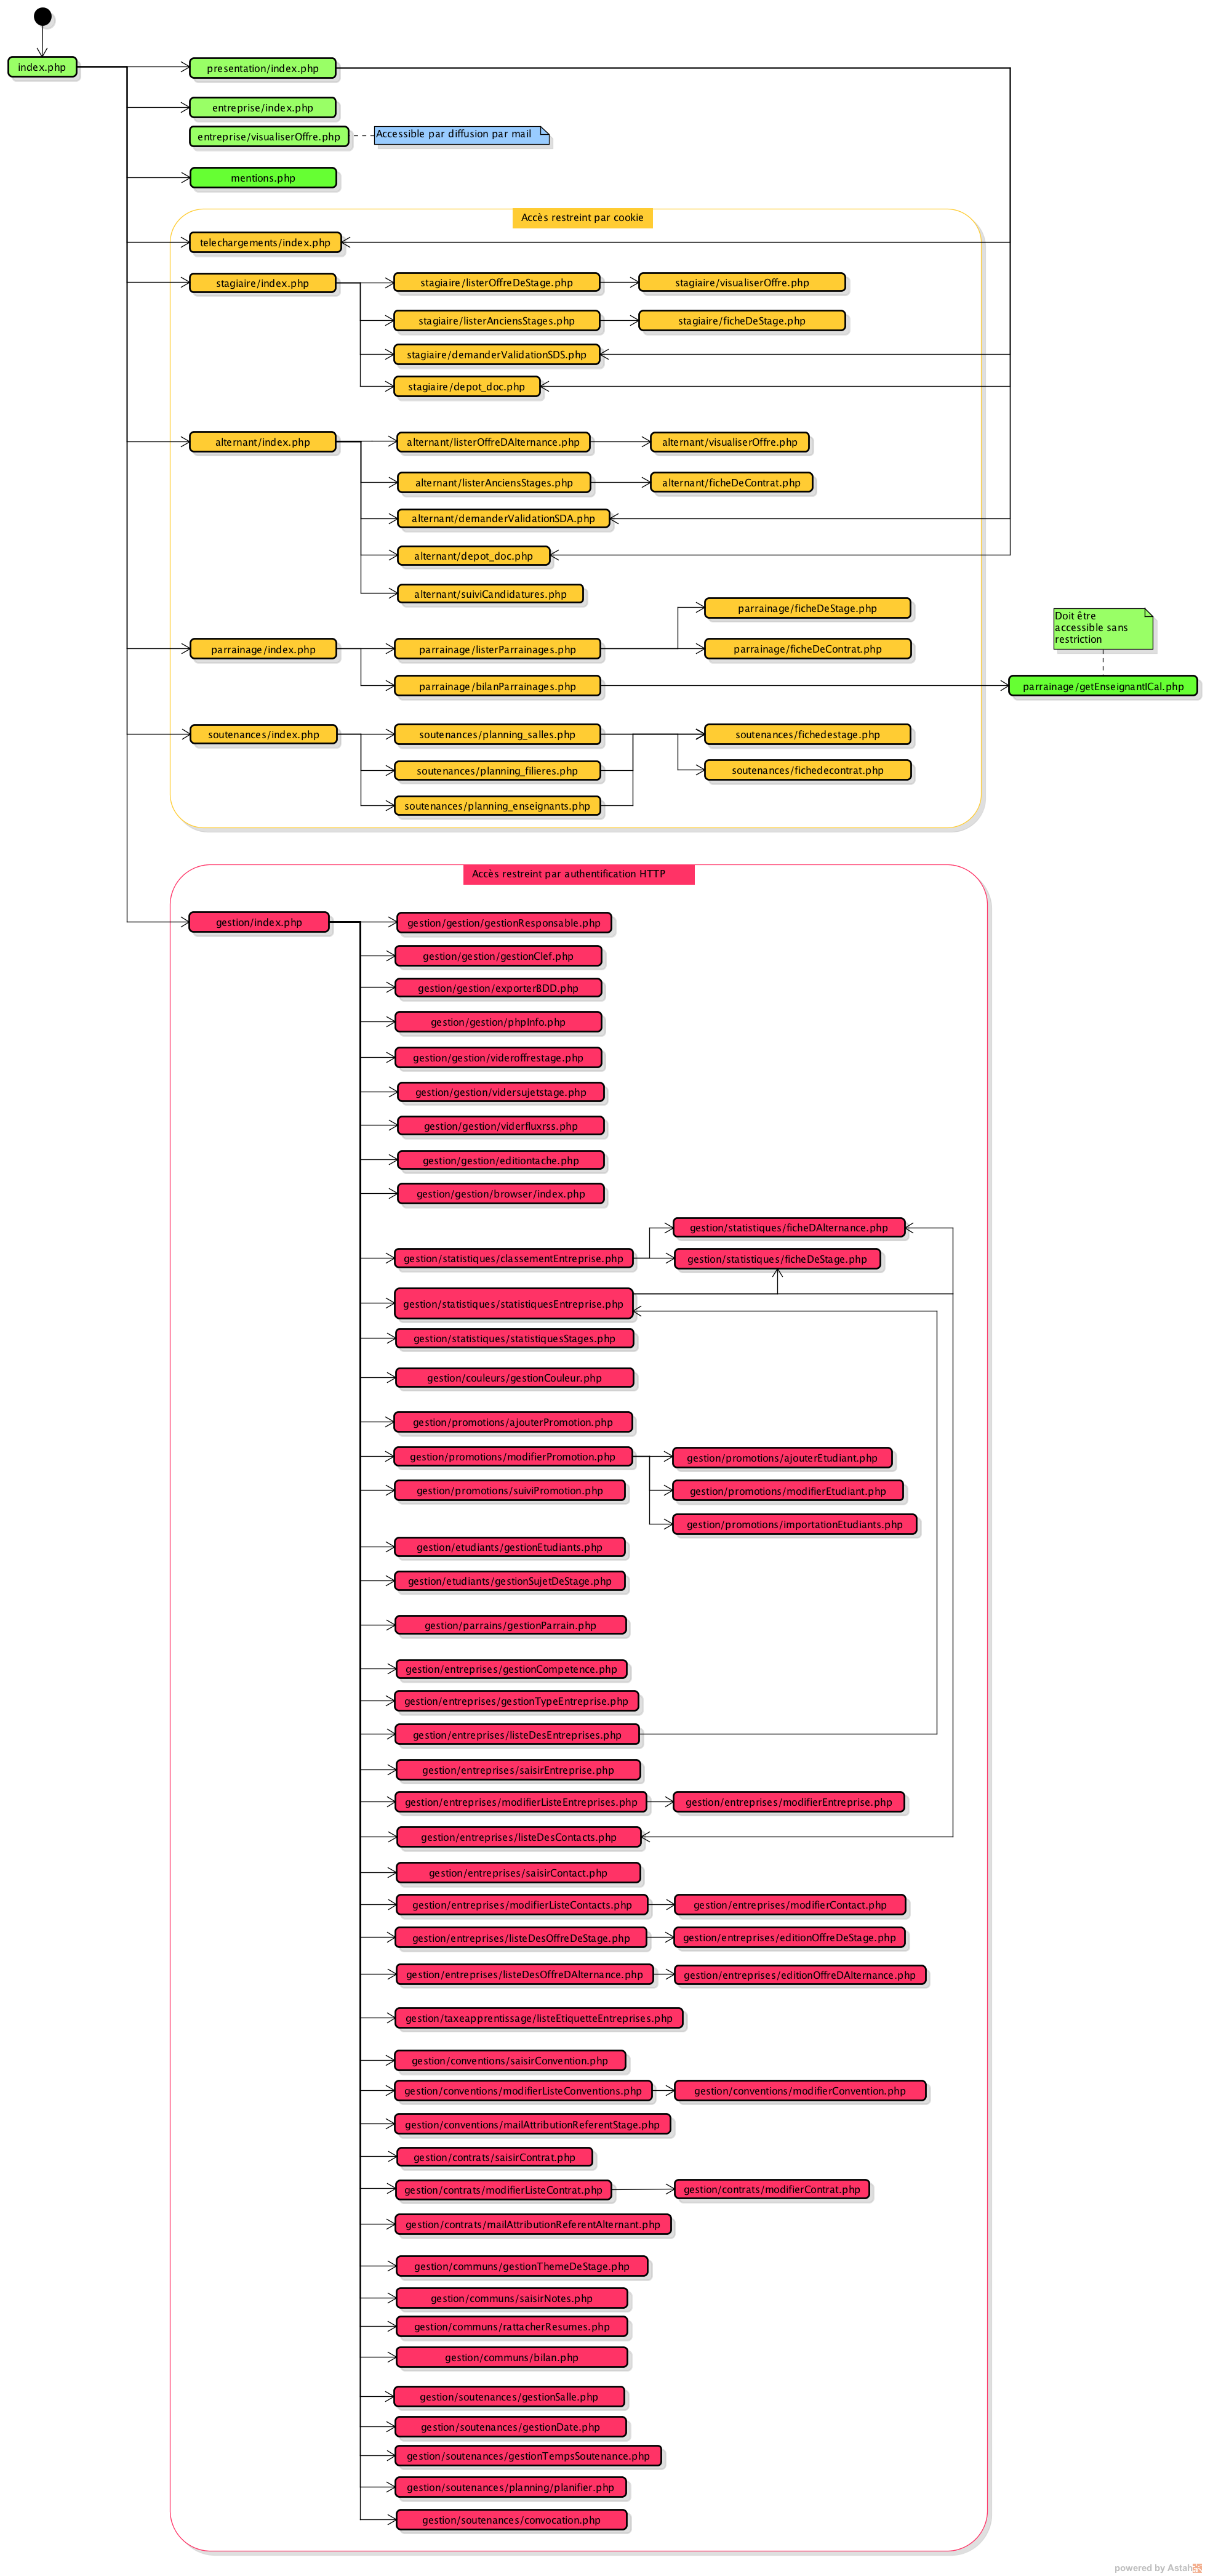 index.php
presentation/index.php
entreprise/index.php
entreprise/visualiserOffre.php
Accessible par diffusion par mail
mentions.php
Accès restreint par cookie
telechargements/index.php
stagiaire/index.php
stagiaire/listerOffreDeStage.php
stagiaire/visualiserOffre.php
stagiaire/listerAnciensStages.php
stagiaire/ficheDeStage.php
stagiaire/demanderValidationSDS.php
stagiaire/depot_doc.php
alternant/index.php
alternant/listerOffreDAlternance.php
alternant/visualiserOffre.php
alternant/listerAnciensStages.php
alternant/ficheDeContrat.php
alternant/demanderValidationSDA.php
alternant/depot_doc.php
alternant/suiviCandidatures.php
parrainage/ficheDeStage.php
Doit être
accessible sans
restriction
parrainage/index.php
parrainage/listerParrainages.php
parrainage/ficheDeContrat.php
parrainage/bilanParrainages.php
parrainage/getEnseignantICal.php
soutenances/index.php
soutenances/planning_salles.php
soutenances/fichedestage.php
soutenances/planning_filieres.php
soutenances/fichedecontrat.php
soutenances/planning_enseignants.php
Accès restreint par authentification HTTP
gestion/index.php
gestion/gestion/gestionResponsable.php
gestion/gestion/gestionClef.php
gestion/gestion/exporterBDD.php
gestion/gestion/phpInfo.php
gestion/gestion/videroffrestage.php
gestion/gestion/vidersujetstage.php
gestion/gestion/viderfluxrss.php
gestion/gestion/editiontache.php
gestion/gestion/browser/index.php
gestion/statistiques/ficheDAlternance.php
gestion/statistiques/classementEntreprise.php
gestion/statistiques/ficheDeStage.php
gestion/statistiques/statistiquesEntreprise.php
gestion/statistiques/statistiquesStages.php
gestion/couleurs/gestionCouleur.php
gestion/promotions/ajouterPromotion.php
gestion/promotions/modifierPromotion.php
gestion/promotions/ajouterEtudiant.php
gestion/promotions/suiviPromotion.php
gestion/promotions/modifierEtudiant.php
gestion/promotions/importationEtudiants.php
gestion/etudiants/gestionEtudiants.php
gestion/etudiants/gestionSujetDeStage.php
gestion/parrains/gestionParrain.php
gestion/entreprises/gestionCompetence.php
gestion/entreprises/gestionTypeEntreprise.php
gestion/entreprises/listeDesEntreprises.php
gestion/entreprises/saisirEntreprise.php
gestion/entreprises/modifierListeEntreprises.php
gestion/entreprises/modifierEntreprise.php
gestion/entreprises/listeDesContacts.php
gestion/entreprises/saisirContact.php
gestion/entreprises/modifierListeContacts.php
gestion/entreprises/modifierContact.php
gestion/entreprises/listeDesOffreDeStage.php
gestion/entreprises/editionOffreDeStage.php
gestion/entreprises/listeDesOffreDAlternance.php
gestion/entreprises/editionOffreDAlternance.php
gestion/taxeapprentissage/listeEtiquetteEntreprises.php
gestion/conventions/saisirConvention.php
gestion/conventions/modifierListeConventions.php
gestion/conventions/modifierConvention.php
gestion/conventions/mailAttributionReferentStage.php
gestion/contrats/saisirContrat.php
gestion/contrats/modifierListeContrat.php
gestion/contrats/modifierContrat.php
gestion/contrats/mailAttributionReferentAlternant.php
gestion/communs/gestionThemeDeStage.php
gestion/communs/saisirNotes.php
gestion/communs/rattacherResumes.php
gestion/communs/bilan.php
gestion/soutenances/gestionSalle.php
gestion/soutenances/gestionDate.php
gestion/soutenances/gestionTempsSoutenance.php
gestion/soutenances/planning/planifier.php
gestion/soutenances/convocation.php
powered by Astah